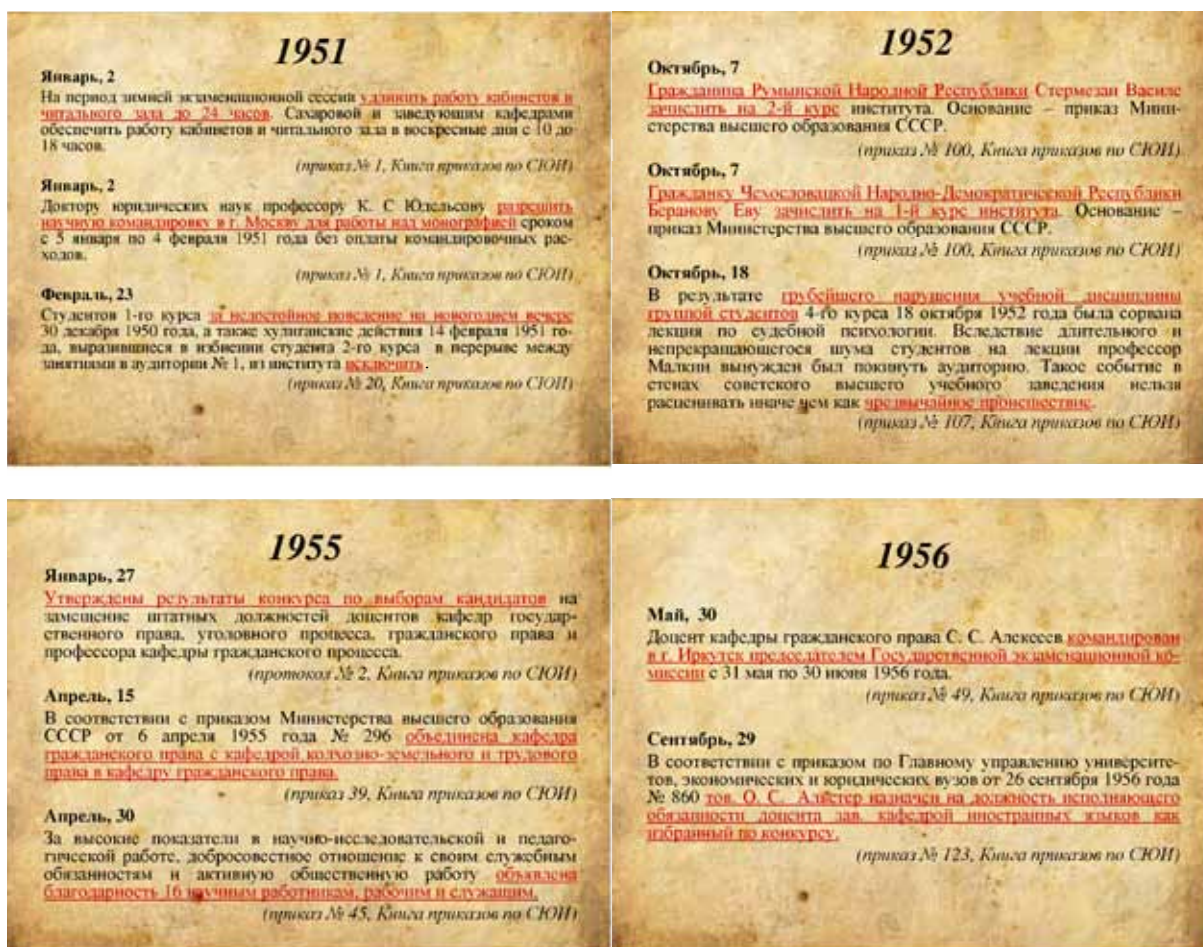 1951
Январь, 2
На период зимней экзаменационной сессии удлинить работу кабинетов и
читального зала до 24 часов. Сахаровой и заведующим кафедрами
обеспечить работу кабинетов и читального зала в воскресные дни с 10 до
18 часов.
(приказ № 1, Книга приказов по СЮИ)
Январь, 2
Доктору юридических наук профессору К. С Юдельсону разрешить
научную командировку в г. Москву для работы над монографией сроком
с 5 января по 4 февраля 1951 года без оплаты командировочных рас-
ходов.
(приказ № 1, Книга приказов по СЮИ)
Февраль, 23
Студентов 1-го курса за недостойное поведение на новогоднем вечере
30 декабря 1950 года, а также хулиганские действия 14 февраля 1951 го-
да, выразившиеся в избиении студента 2-го курса в перерыве между
занятиями в аудитории № 1, из института исключить.
(приказ № 20, Книга приказов по СЮИ)
1952
Октябрь, 7
Гражданина Румынской Народной Республики Стермезан Василе
зачислить на 2-й курс института. Основание – приказ Мини-
стерства высшего образования СССР.
(приказ № 100, Книга приказов по СЮИ)
Октябрь, 7
Гражданку Чехословацкой Народно-Демократической Республики
Беранову Еву зачислить на 1-й курс института. Основание –
приказ Министерства высшего образования СССР.
(приказ № 100, Книга приказов по СЮИ)
Октябрь, 18
В результате грубейшего нарушения учебной дисциплины
группой студентов 4-го курса 18 октября 1952 года была сорвана
лекция по судебной психологии. Вследствие длительного и
непрекращающегося шума студентов на лекции профессор
Малкин вынужден был покинуть аудиторию. Такое событие в
стенах советского высшего учебного заведения нельзя
расценивать иначе чем как чрезвычайное происшествие.
(приказ № 107, Книга приказов по СЮИ)
1955
Январь, 27
Утверждены результаты конкурса по выборам кандидатов на
замещение штатных должностей доцентов кафедр государ-
ственного права, уголовного процесса, гражданского права и
профессора кафедры гражданского процесса.
(протокол № 2, Книга приказов по СЮИ)
Апрель, 15
В соответствии с приказом Министерства высшего образования
СССР от 6 апреля 1955 года № 296 объединена кафедра
гражданского права с кафедрой колхозно-земельного и трудового
права в кафедру гражданского права.
(приказ 39, Книга приказов по СЮИ)
Апрель, 30
За высокие показатели в научно-исследовательской и педаго-
гической работе, добросовестное отношение к своим служебным
обязанностям и активную общественную работу объявлена
благодарность 16 научным работникам, рабочим и служащим.
(приказ № 45, Книга приказов по СЮИ)
1956
Май, 30
Доцент кафедры гражданского права С. С. Алексеев командирован
в г. Иркутск председателем Государственной экзаменационной ко-
миссии с 31 мая по 30 июня 1956 года.
(приказ № 49, Книга приказов по СЮИ)
Сентябрь, 29
В соответствии с приказом по Главному управлению университе-
тов, экономических и юридических вузов от 26 сентября 1956 года
№ 860 тов. О. С. Альстер назначен на должность исполняющего
обязанности доцента зав. кафедрой иностранных языков как
избранный по конкурсу.
(приказ № 123, Книга приказов по СЮИ)